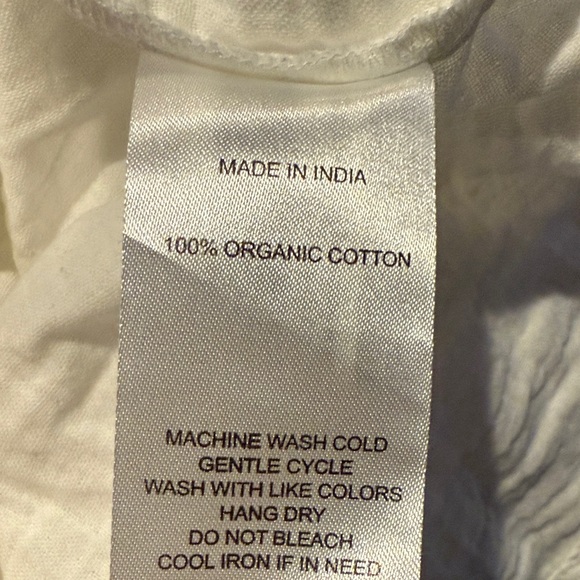 MADE IN INDIA
100% ORGANIC COTTON
MACHINE WASH COLD
GENTLE CYCLE
WASH WITH LIKE COLORS
HANG DRY
DO NOT BLEACH
COOL IRON IF IN NEED